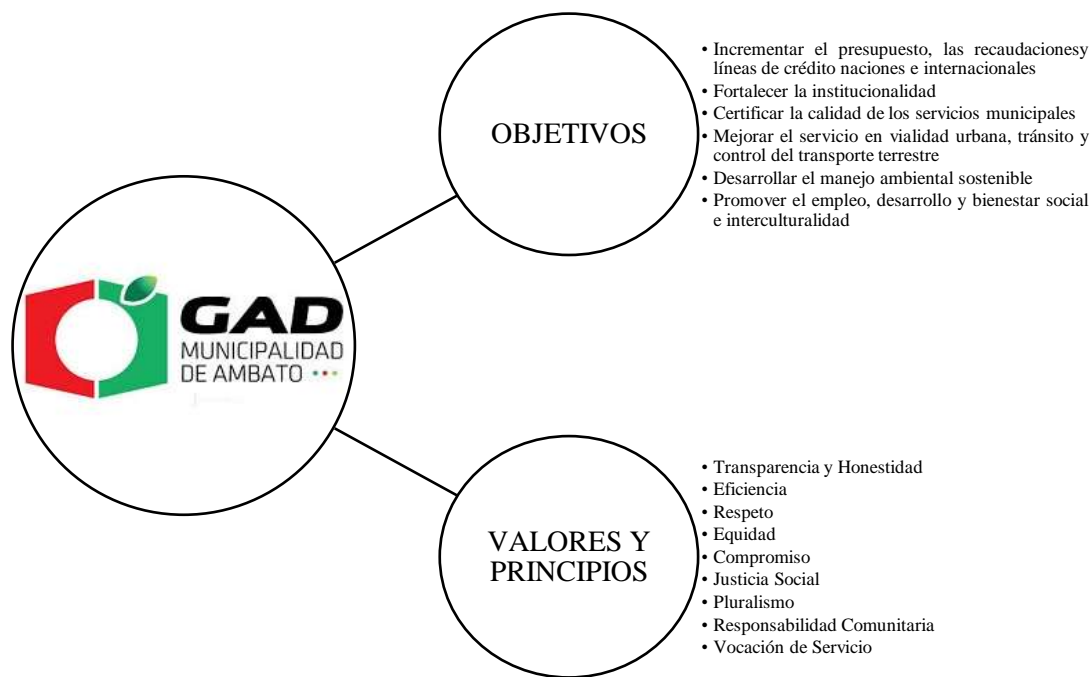 GAD
MUNICIPALIDAD
DE AMBATO
OBJETIVOS
• Incrementar el presupuesto, las recaudacionesy
líneas de crédito naciones e internacionales
• Fortalecer la institucionalidad
• Certificar la calidad de los servicios municipales
• Mejorar el servicio en vialidad urbana, tránsito y
control del transporte terrestre
• Desarrollar el manejo ambiental sostenible
• Promover el empleo, desarrollo y bienestar social
e interculturalidad
VALORES Y
PRINCIPIOS
• Transparencia y Honestidad
• Eficiencia
• Respeto
• Equidad
• Compromiso
• Justicia Social
• Pluralismo
• Responsabilidad Comunitaria
• Vocación de Servicio